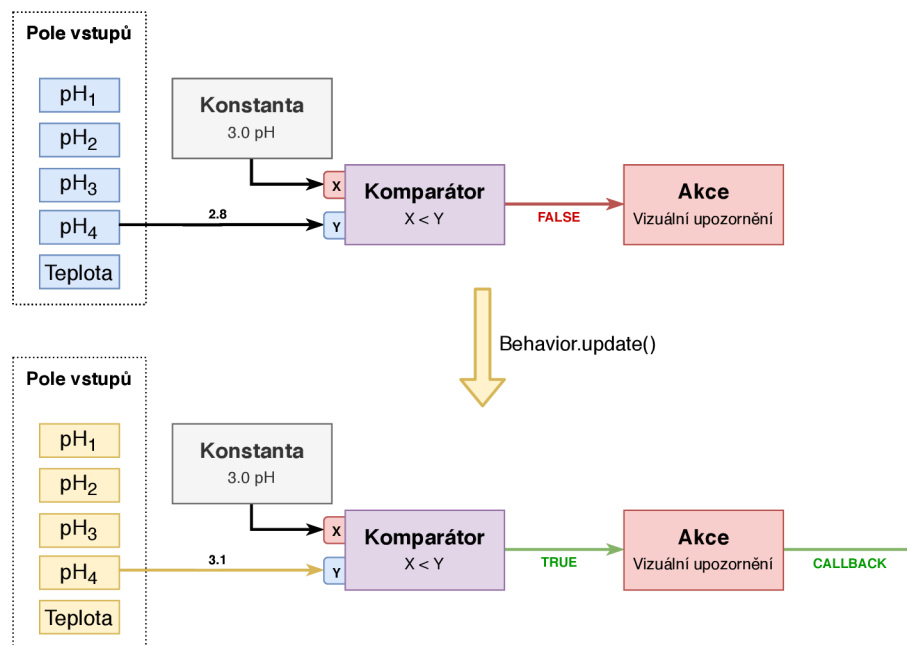 Pole vstupů
pH1
pH2
pH3
pH4
Teplota
Konstanta
3.0 pH
2.8
X
Y
Komparátor
X < Y
FALSE
Akce
Vizuální upozornění
Behavior.update()
Pole vstupů
pH1
pH2
pH3
pH4
Teplota
Konstanta
3.0 pH
3.1
X
Y
Komparátor
X < Y
TRUE
Akce
Vizuální upozornění
CALLBACK